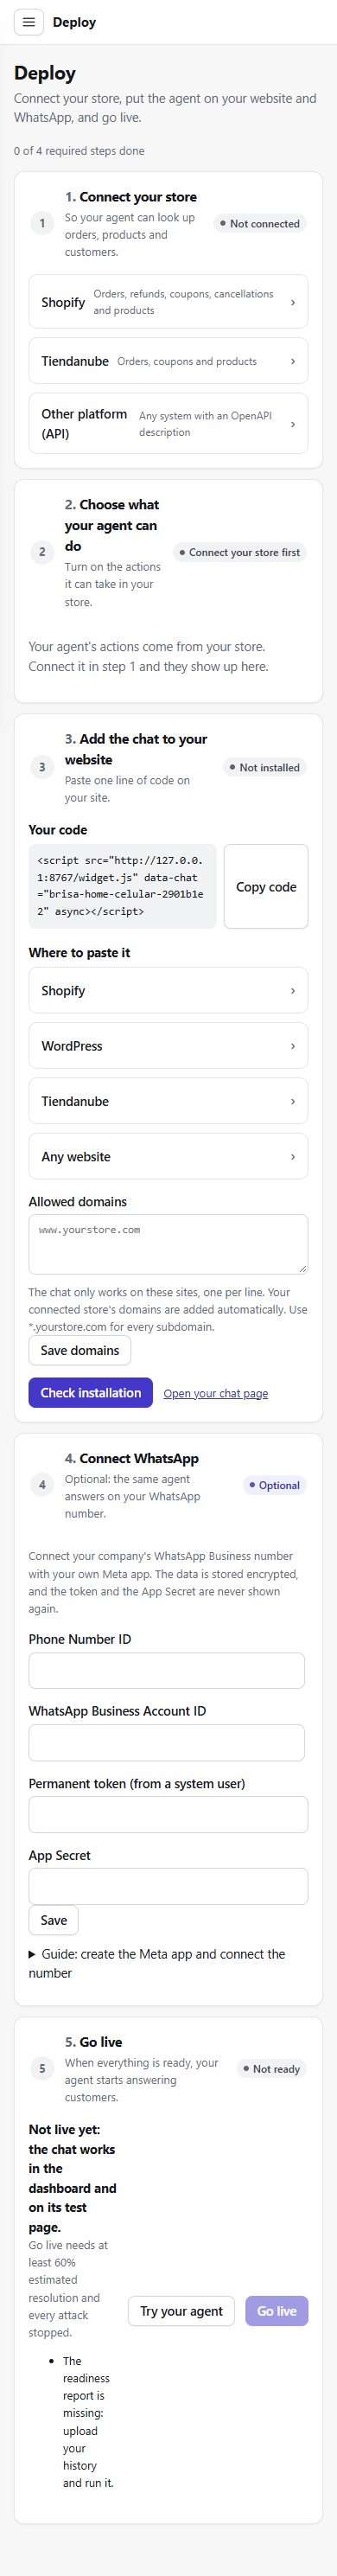 Deploy
Deploy
Connect your store, put the agent on your website and
WhatsApp, and go live.
0 of 4 required steps done
1
1. Connect your store
So your agent can look up
orders, products and
customers.
Not connected
Shopify
Orders, refunds, coupons, cancellations
and products
Tiendanube
Orders, coupons and products
Other platform
(API)
Any system with an OpenAPI
description
2
2. Choose what
your agent can
do
Turn on the actions
it can take in your
store.
Connect your store first
Your agent's actions come from your store.
Connect it in step 1 and they show up here.
3
3. Add the chat to your
website
Paste one line of code on
your site.
Not installed
Your code
<script src="http://127.0.0.
1:8767/widget.js" data-chat
="brisa-home-celular-2901b1e
2" async></script>
Copy code
Where to paste it
Shopify
WordPress
Tiendanube
Any website
Allowed domains
www.yourstore.com
The chat only works on these sites, one per line. Your
connected store's domains are added automatically. Use
*.yourstore.com for every subdomain.
Save domains
Check installation
Open your chat page
4
4. Connect WhatsApp
Optional: the same agent
answers on your WhatsApp
number.
Optional
Connect your company's WhatsApp Business number
with your own Meta app. The data is stored encrypted,
and the token and the App Secret are never shown
again.
Phone Number ID
WhatsApp Business Account ID
Permanent token (from a system user)
App Secret
Save
Guide: create the Meta app and connect the
number
5
5. Go live
When everything is ready, your
agent starts answering
customers.
Not ready
Not live yet:
the chat works
in the
dashboard and
on its test
page.
Go live needs at
least 60%
estimated
resolution and
every attack
stopped.
The
readiness
report is
missing:
upload
your
history
and run it.
Try your agent
Go live